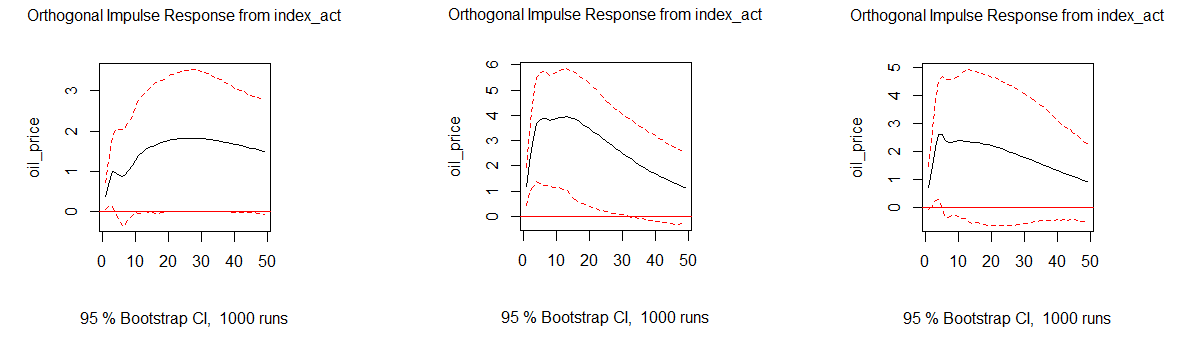 Orthogonal Impulse Response from index_act
oil_price
3
2
1
0
0 10 20 30 40 50
95 % Bootstrap CI, 1000 runs
Orthogonal Impulse Response from index_act
oil_price
6
5
4
3
2
1
0
0 10 20 30 40 50
95 % Bootstrap CI, 1000 runs
Orthogonal Impulse Response from index_act
oil_price
5
4
3
2
1
0
0 10 20 30 40 50
95 % Bootstrap CI, 1000 runs